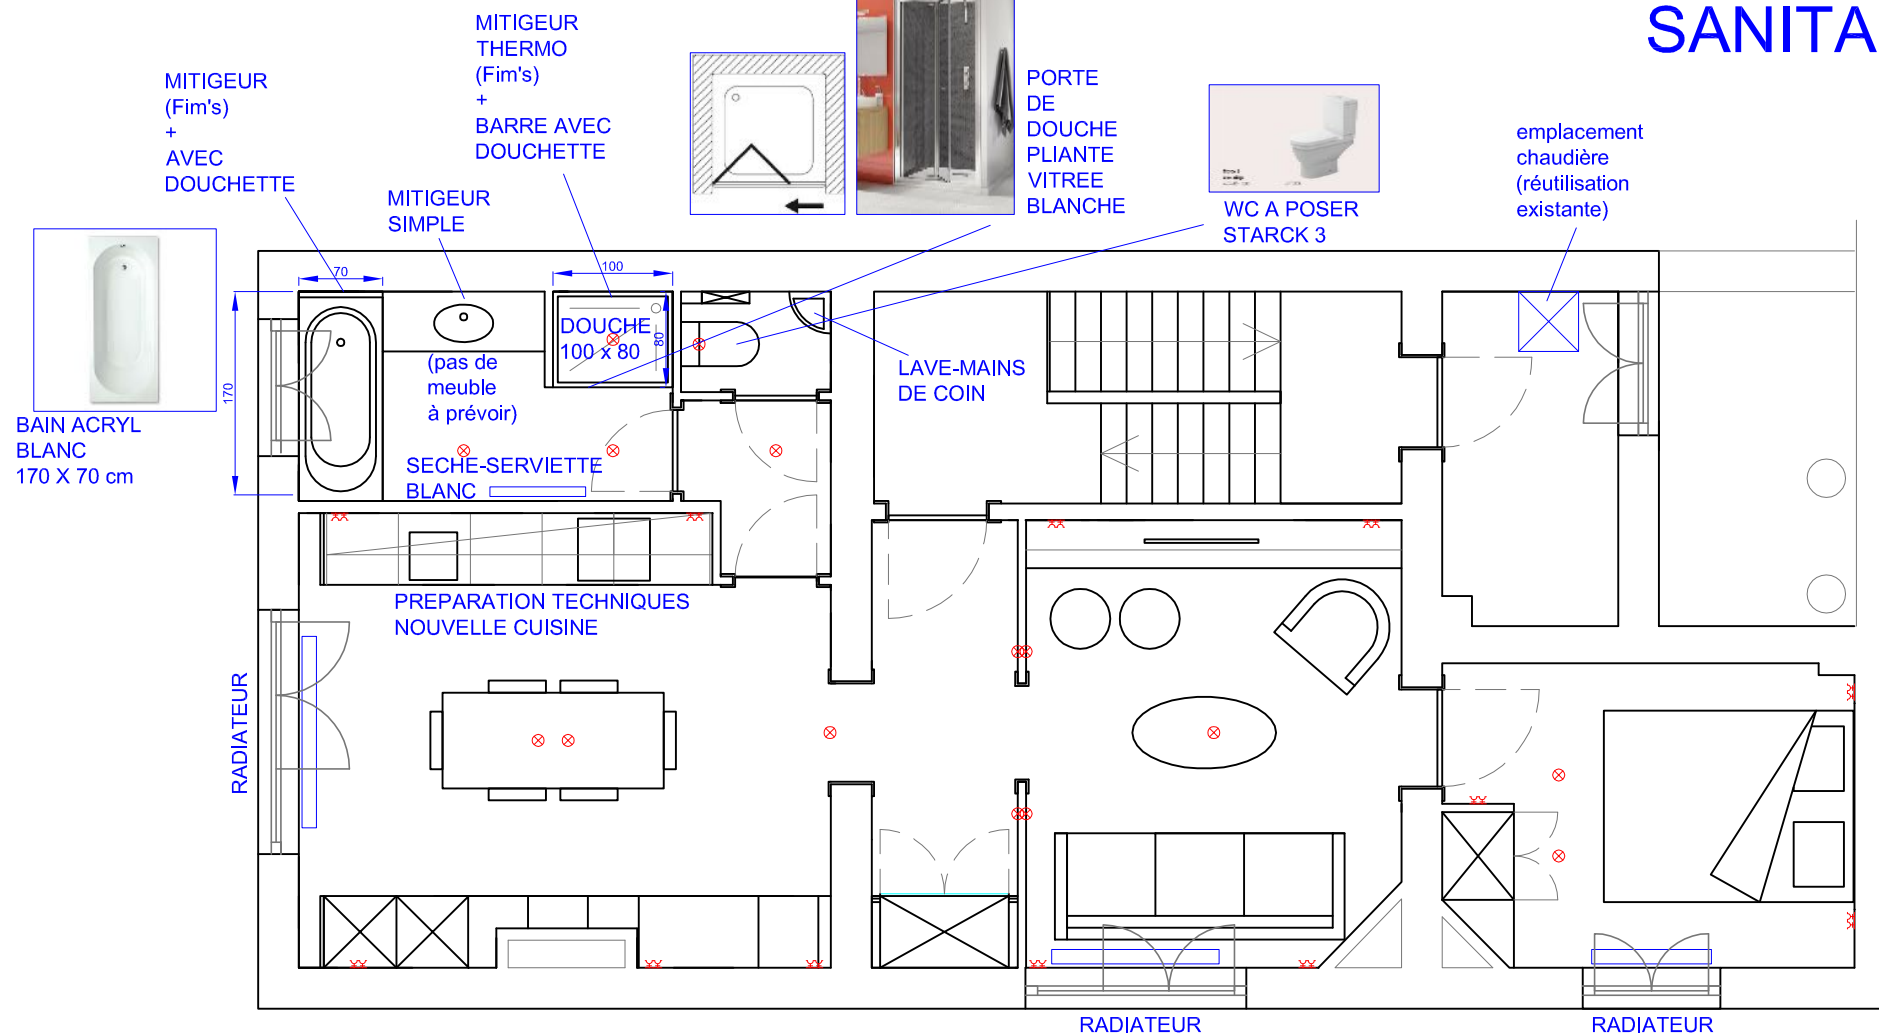 SANITA
MITIGEUR
THERMO
(Fim's)
+
BARRE AVEC
DOUCHETTE
MITIGEUR
(Fim's)
+
AVEC
DOUCHETTE
MITIGEUR
SIMPLE
PORTE
DE
DOUCHE
PLIANTE
VITREE
BLANCHE
WC A POSER
STARCK 3
emplacement
chaudière
(réutilisation
existante)
BAIN ACRYL
BLANC
170 X 70 cm
70
100
170
80
DOUCHE
100 x 80
(pas de
meuble
à prévoir)
LAVE-MAINS
DE COIN
SECHE-SERVIETTE
BLANC
PREPARATION TECHNIQUES
NOUVELLE CUISINE
RADIATEUR
RADIATEUR
RADIATEUR